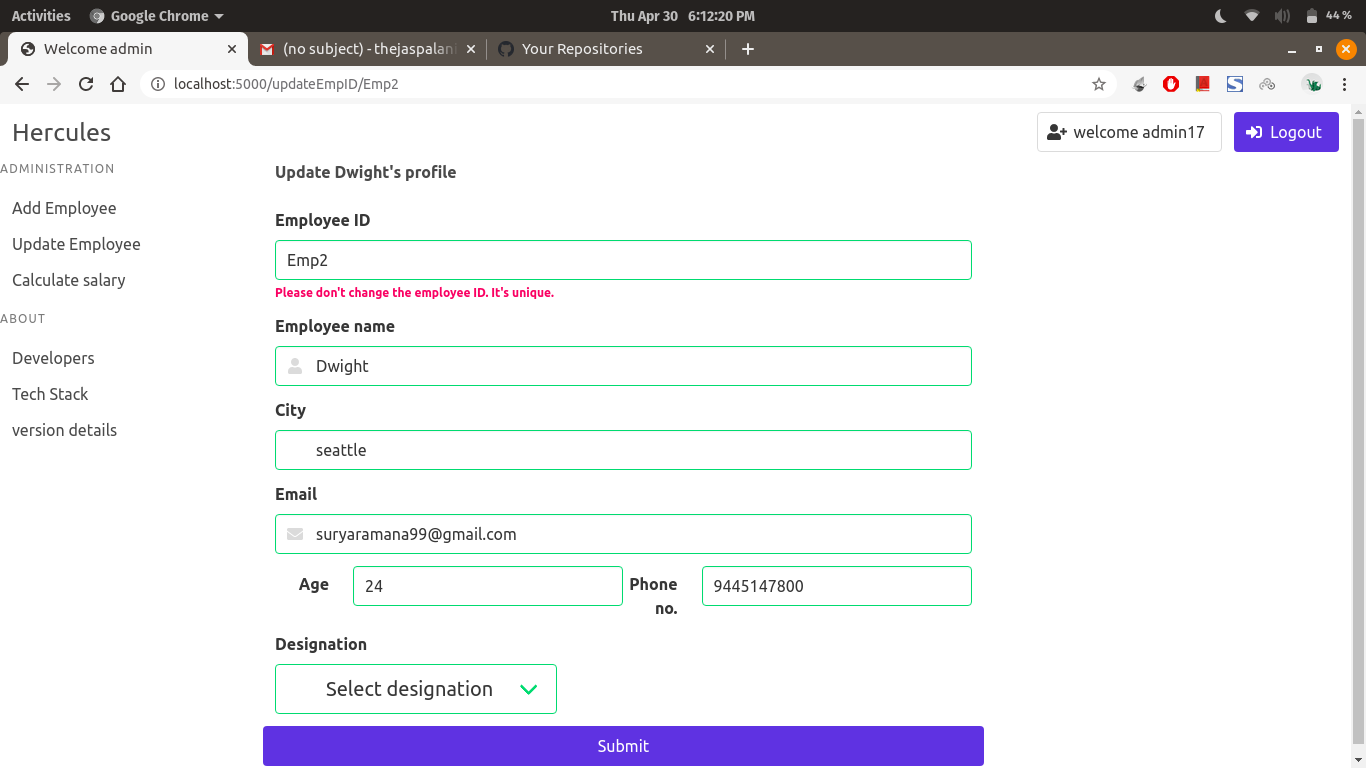 Activities Google Chrome Thu Apr 30 6:12:20 PM 44 %
Welcome admin (no subject) - thejaspalani Your Repositories
localhost:5000/updateEmpID/Emp2
Hercules welcome admin17 Logout
ADMINISTRATION
Add Employee
Update Employee
Calculate salary
ABOUT
Developers
Tech Stack
version details
Update Dwight's profile
Employee ID
Emp2
Please don't change the employee ID. It's unique.
Employee name
Dwight
City
seattle
Email
suryaramana99@gmail.com
Age 24 Phone no. 9445147800
Designation
Select designation
Submit